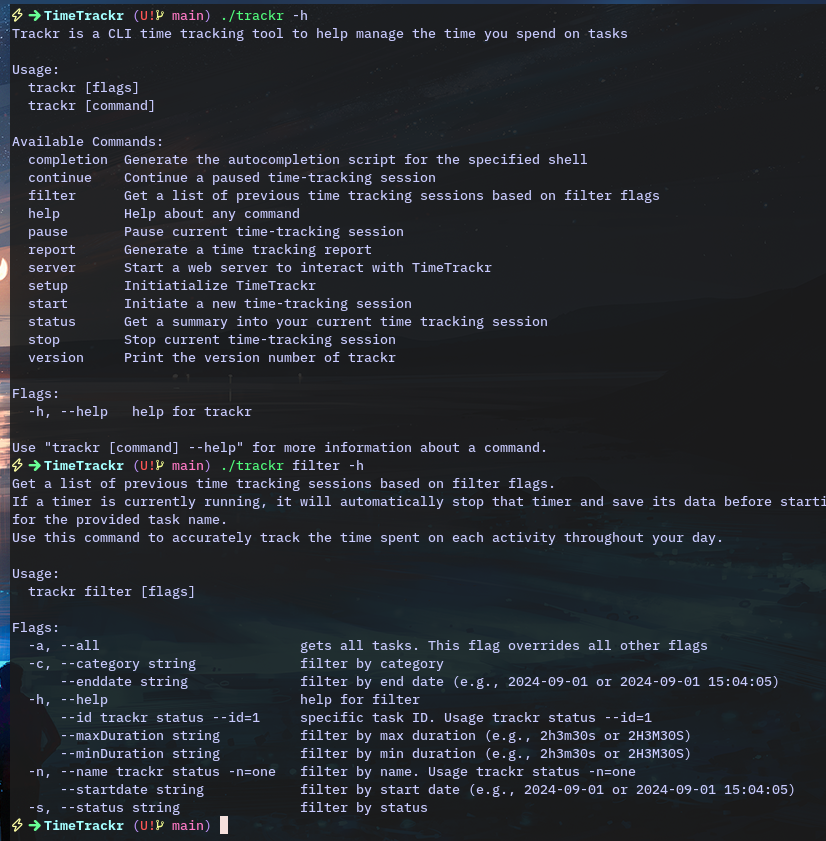 ⚡ → TimeTrackr (U! main) ./trackr -h
Trackr is a CLI time tracking tool to help manage the time you spend on tasks
Usage:
  trackr [flags]
  trackr [command]
Available Commands:
  completion  Generate the autocompletion script for the specified shell
  continue    Continue a paused time-tracking session
  filter      Get a list of previous time tracking sessions based on filter flags
  help        Help about any command
  pause       Pause current time-tracking session
  report      Generate a time tracking report
  server      Start a web server to interact with TimeTrackr
  setup       Initiatialize TimeTrackr
  start       Initiate a new time-tracking session
  status      Get a summary into your current time tracking session
  stop        Stop current time-tracking session
  version     Print the version number of trackr
Flags:
  -h, --help   help for trackr
Use "trackr [command] --help" for more information about a command.
⚡ → TimeTrackr (U! main) ./trackr filter -h
Get a list of previous time tracking sessions based on filter flags.
If a timer is currently running, it will automatically stop that timer and save its data before starti
for the provided task name.
Use this command to accurately track the time spent on each activity throughout your day.
Usage:
  trackr filter [flags]
Flags:
  -a, --all                         gets all tasks. This flag overrides all other flags
  -c, --category string             filter by category
      --enddate string              filter by end date (e.g., 2024-09-01 or 2024-09-01 15:04:05)
  -h, --help                        help for filter
      --id trackr status --id=1     specific task ID. Usage trackr status --id=1
      --maxDuration string          filter by max duration (e.g., 2h3m30s or 2H3M30S)
      --minDuration string          filter by min duration (e.g., 2h3m30s or 2H3M30S)
  -n, --name trackr status -n=one   filter by name. Usage trackr status -n=one
      --startdate string            filter by start date (e.g., 2024-09-01 or 2024-09-01 15:04:05)
  -s, --status string               filter by status
⚡ → TimeTrackr (U! main)